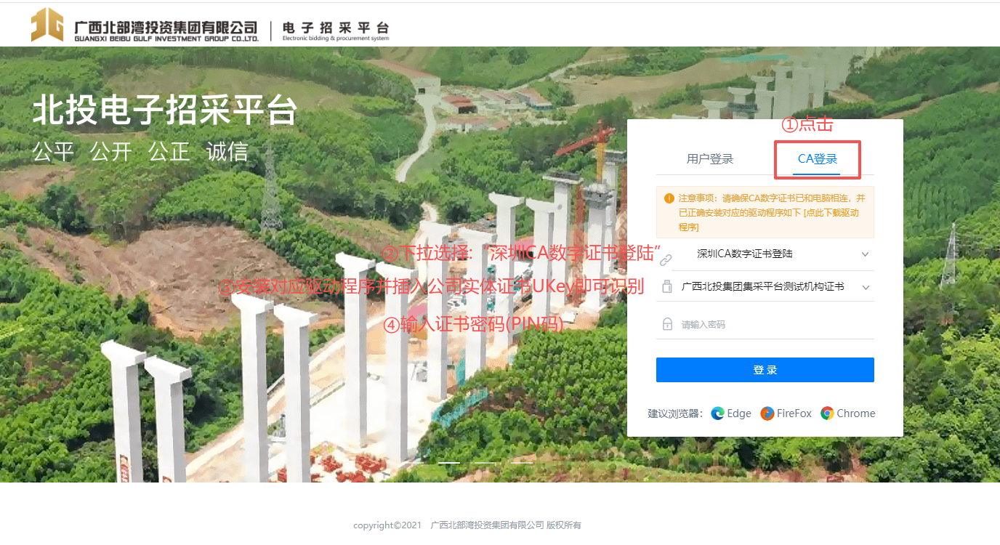 广西北部湾投资集团有限公司
GUANGXI BEIBU GULF INVESTMENT GROUP CO.,LTD.
电子招采平台
Electronic bidding & procurement system
北投电子招采平台
公平 公开 公正 诚信
①点击
用户登录
CA登录
注意事项：请确保CA数字证书已和电脑相连，并
已正确安装对应的驱动程序如下 [点此下载驱动
程序]
②下拉选择："深圳CA数字证书登陆"
深圳CA数字证书登陆
③安装对应驱动程序并插入公司实体证书UKey即可识别
广西北投集团集采平台测试机构证书
④输入证书密码(PIN码)
请输入密码
登 录
建议浏览器： Edge FireFox Chrome
copyright©2021 广西北部湾投资集团有限公司 版权所有